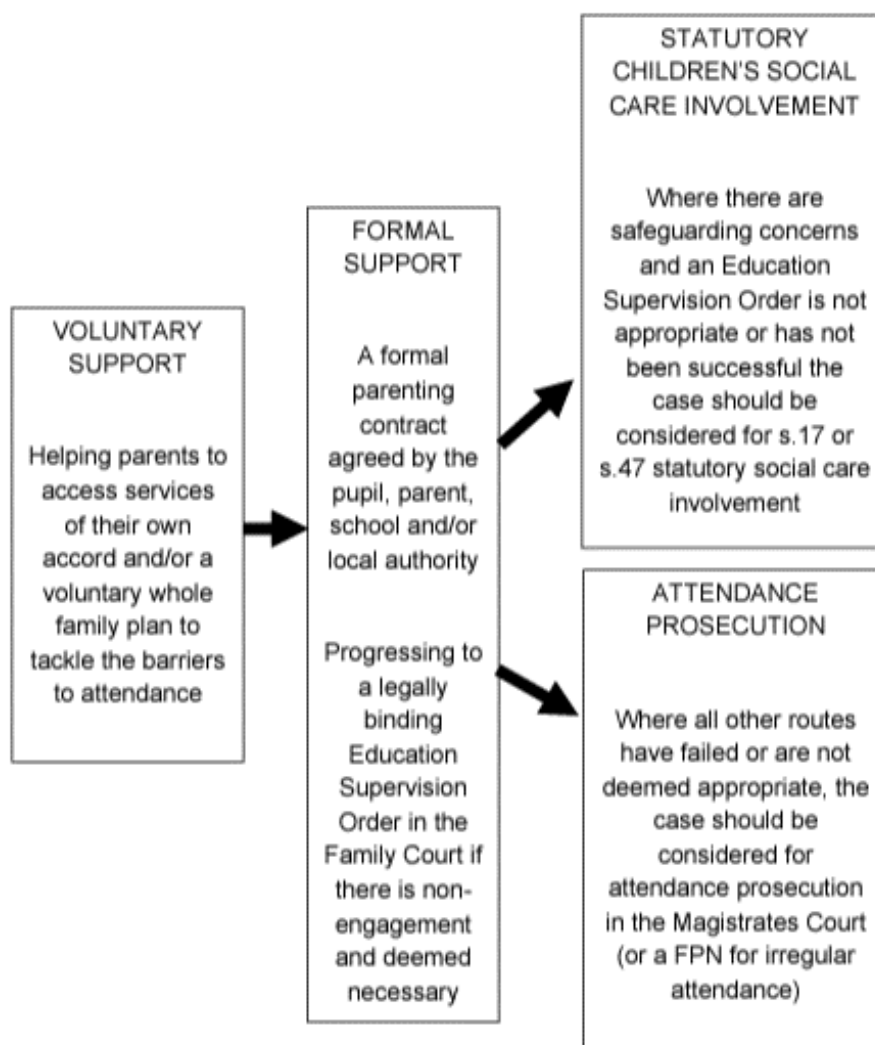 VOLUNTARY
SUPPORT
Helping parents to
access services
of their own
accord and/or a
voluntary whole
family plan to
tackle the barriers
to attendance
FORMAL
SUPPORT
A formal
parenting
contract
agreed by the
pupil, parent,
school and/or
local authority
Progressing to
a legally
binding
Education
Supervision
Order in the
Family Court if
there is non-
engagement
and deemed
necessary
STATUTORY
CHILDREN'S SOCIAL
CARE INVOLVEMENT
Where there are
safeguarding concerns
and an Education
Supervision Order is not
appropriate or has not
been successful the
case should be
considered for s.17 or
s.47 statutory social care
involvement
ATTENDANCE
PROSECUTION
Where all other routes
have failed or are not
deemed appropriate, the
case should be
considered for
attendance prosecution
in the Magistrates Court
(or a FPN for irregular
attendance)